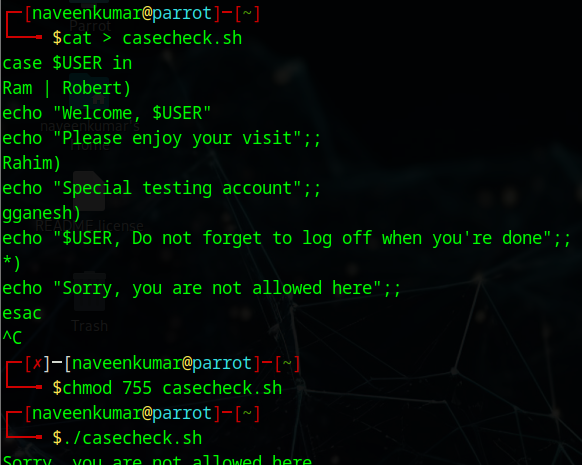 ┌─[naveenkumar@parrot]─[~]
└──╼ $cat > casecheck.sh
case $USER in
Ram | Robert)
echo "Welcome, $USER"
echo "Please enjoy your visit";;
Rahim)
echo "Special testing account";;
gganesh)
echo "$USER, Do not forget to log off when you're done";;
*)
echo "Sorry, you are not allowed here";;
esac
^C
┌─[✗]─[naveenkumar@parrot]─[~]
└──╼ $chmod 755 casecheck.sh
┌─[naveenkumar@parrot]─[~]
└──╼ $./casecheck.sh
Sorry, you are not allowed here
Trash